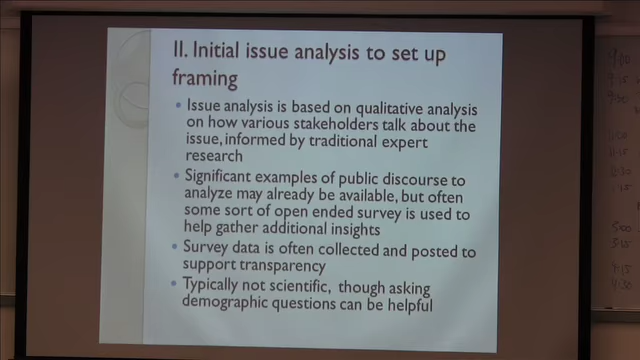 II. Initial issue analysis to set up
framing
Issue analysis is based on qualitative analysis
on how various stakeholders talk about the
issue, informed by traditional expert
research
Significant examples of public discourse to
analyze may already be available, but often
some sort of open ended survey is used to
help gather additional insights
Survey data is often collected and posted to
support transparency
Typically not scientific, though asking
demographic questions can be helpful